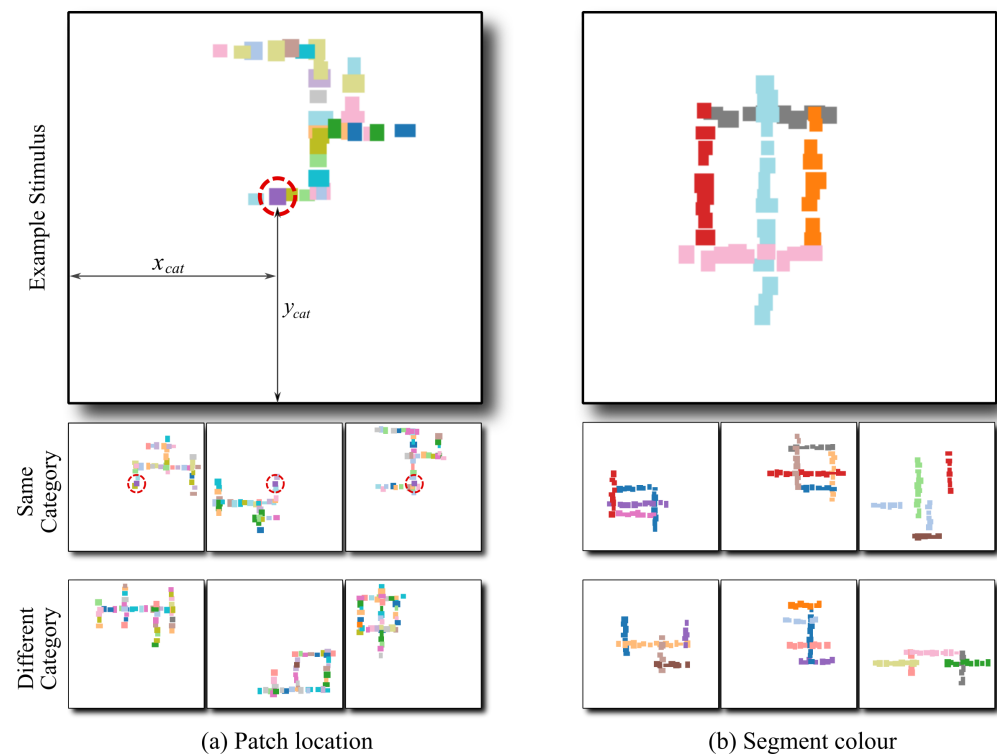 Example Stimulus
x_cat
y_cat
Same
Category
Different
Category
(a) Patch location
(b) Segment colour